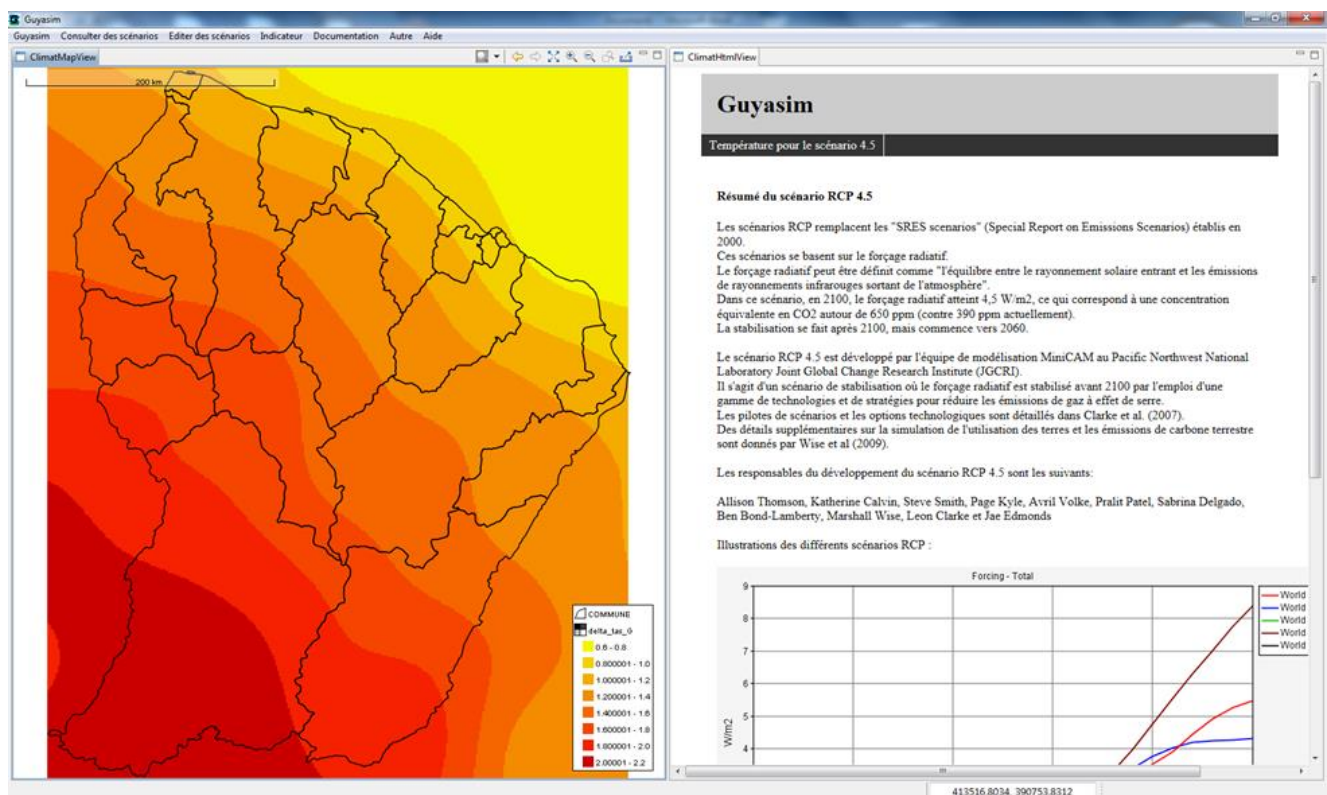 Guyasim
Guyasim Consulter des scénarios Editer des scénarios Indicateur Documentation Autre Aide
ClimatMapView
200 km
COMMUNE
delta_tas_G
0.6 - 0.8
0.800001 - 1.0
1.000001 - 1.2
1.200001 - 1.4
1.400001 - 1.6
1.600001 - 1.8
1.800001 - 2.0
2.00001 - 2.2
ClimatHtmlView
Guyasim
Température pour le scénario 4.5
Résumé du scénario RCP 4.5
Les scénarios RCP remplacent les "SRES scenarios" (Special Report on Emissions Scenarios) établis en
2000.
Ces scénarios se basent sur le forçage radiatif.
Le forçage radiatif peut être définit comme "l'équilibre entre le rayonnement solaire entrant et les émissions
de rayonnements infrarouges sortant de l'atmosphère".
Dans ce scénario, en 2100, le forçage radiatif atteint 4,5 W/m2, ce qui correspond à une concentration
équivalente en CO2 autour de 650 ppm (contre 390 ppm actuellement).
La stabilisation se fait après 2100, mais commence vers 2060.
Le scénario RCP 4.5 est développé par l'équipe de modélisation MiniCAM au Pacific Northwest National
Laboratory Joint Global Change Research Institute (JGCRI).
Il s'agit d'un scénario de stabilisation où le forçage radiatif est stabilisé avant 2100 par l'emploi d'une
gamme de technologies et de stratégies pour réduire les émissions de gaz à effet de serre.
Les pilotes de scénarios et les options technologiques sont détaillés dans Clarke et al. (2007).
Des détails supplémentaires sur la simulation de l'utilisation des terres et les émissions de carbone terrestre
sont donnés par Wise et al (2009).
Les responsables du développement du scénario RCP 4.5 sont les suivants:
Allison Thomson, Katherine Calvin, Steve Smith, Page Kyle, Avril Volke, Pralit Patel, Sabrina Delgado,
Ben Bond-Lamberty, Marshall Wise, Leon Clarke et Jae Edmonds
Illustrations des différents scénarios RCP :
Forcing - Total
9
8
7
6
5
4
W/m2
World
World
World
World
World
413516.8034, 390753.8312